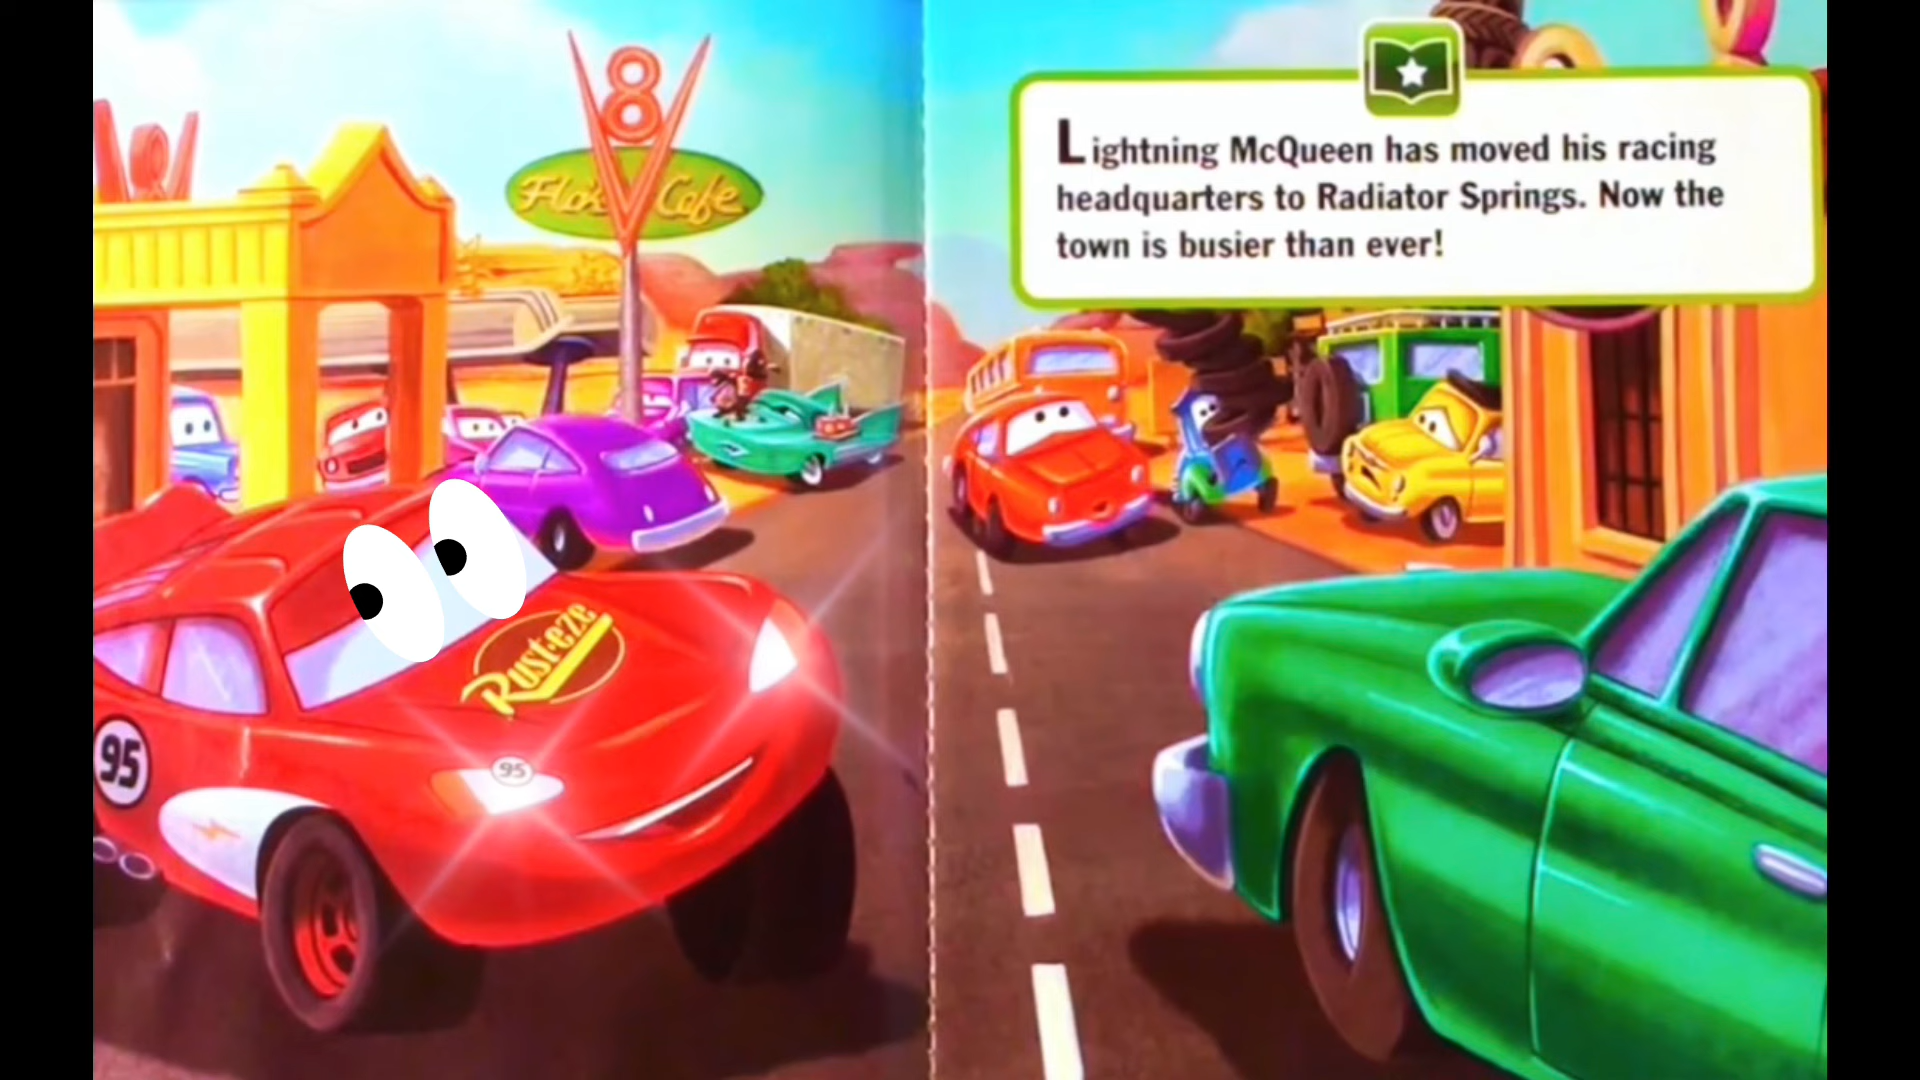 8
V
Flo's Cafe
Lightning McQueen has moved his racing
headquarters to Radiator Springs. Now the
town is busier than ever!
Rust-eze
95
95